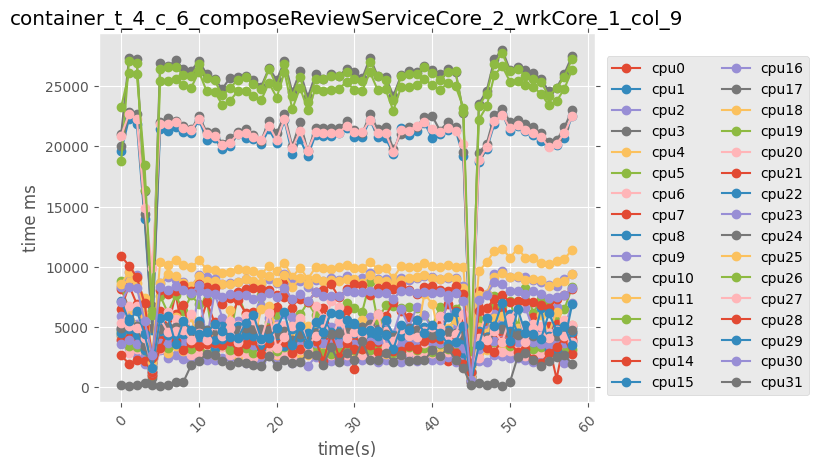 container_t_4_c_6_composeReviewServiceCore_2_wrkCore_1_col_9
time ms
25000
20000
15000
10000
5000
0
0
10
20
30
40
50
60
time(s)
cpu0
cpu1
cpu2
cpu3
cpu4
cpu5
cpu6
cpu7
cpu8
cpu9
cpu10
cpu11
cpu12
cpu13
cpu14
cpu15
cpu16
cpu17
cpu18
cpu19
cpu20
cpu21
cpu22
cpu23
cpu24
cpu25
cpu26
cpu27
cpu28
cpu29
cpu30
cpu31